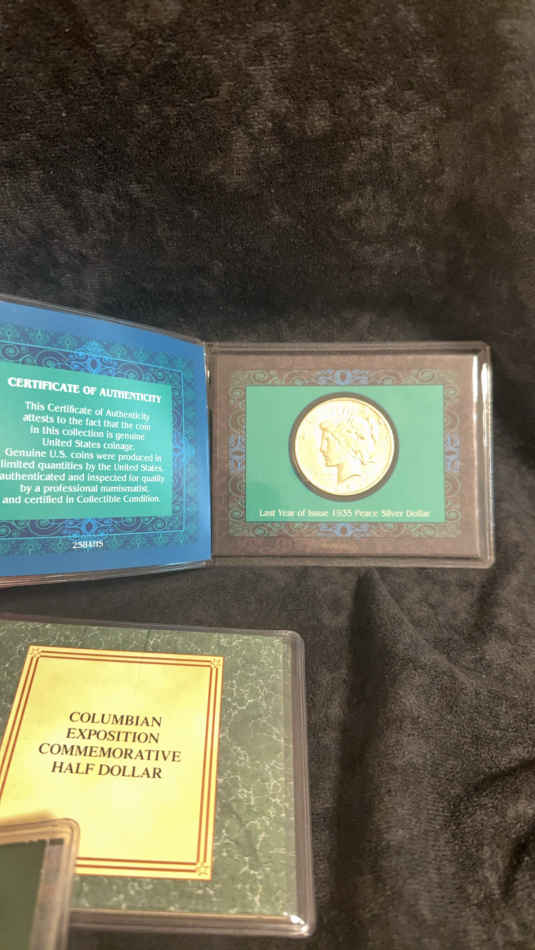 CERTIFICATE OF AUTHENTICITY
This Certificate of Authenticity
attests to the fact that the coin
in this collection is genuine
United States coinage.
Genuine U.S. coins were produced in
limited quantities by the United States,
authenticated and inspected for quality
by a professional numismatist,
and certified in Collectible Condition.
Last Year of Issue 1935 Peace Silver Dollar
COLUMBIAN
EXPOSITION
COMMEMORATIVE
HALF DOLLAR